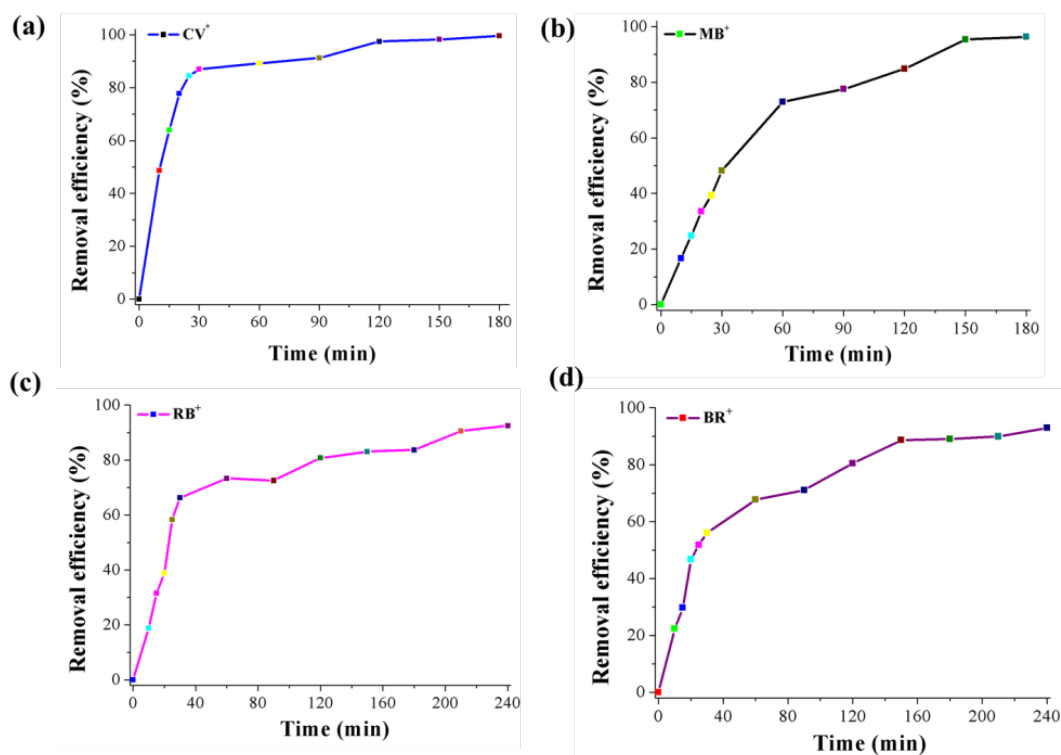 (a)
CV+
Removal efficiency (%)
100
80
60
40
20
0
0 30 60 90 120 150 180
Time (min)
(b)
MB+
Rmoval efficiency (%)
100
80
60
40
20
0
0 30 60 90 120 150 180
Time (min)
(c)
RB+
Removal efficiency (%)
100
80
60
40
20
0
0 40 80 120 160 200 240
Time (min)
(d)
BR+
Removal efficiency (%)
100
80
60
40
20
0
0 40 80 120 160 200 240
Time (min)